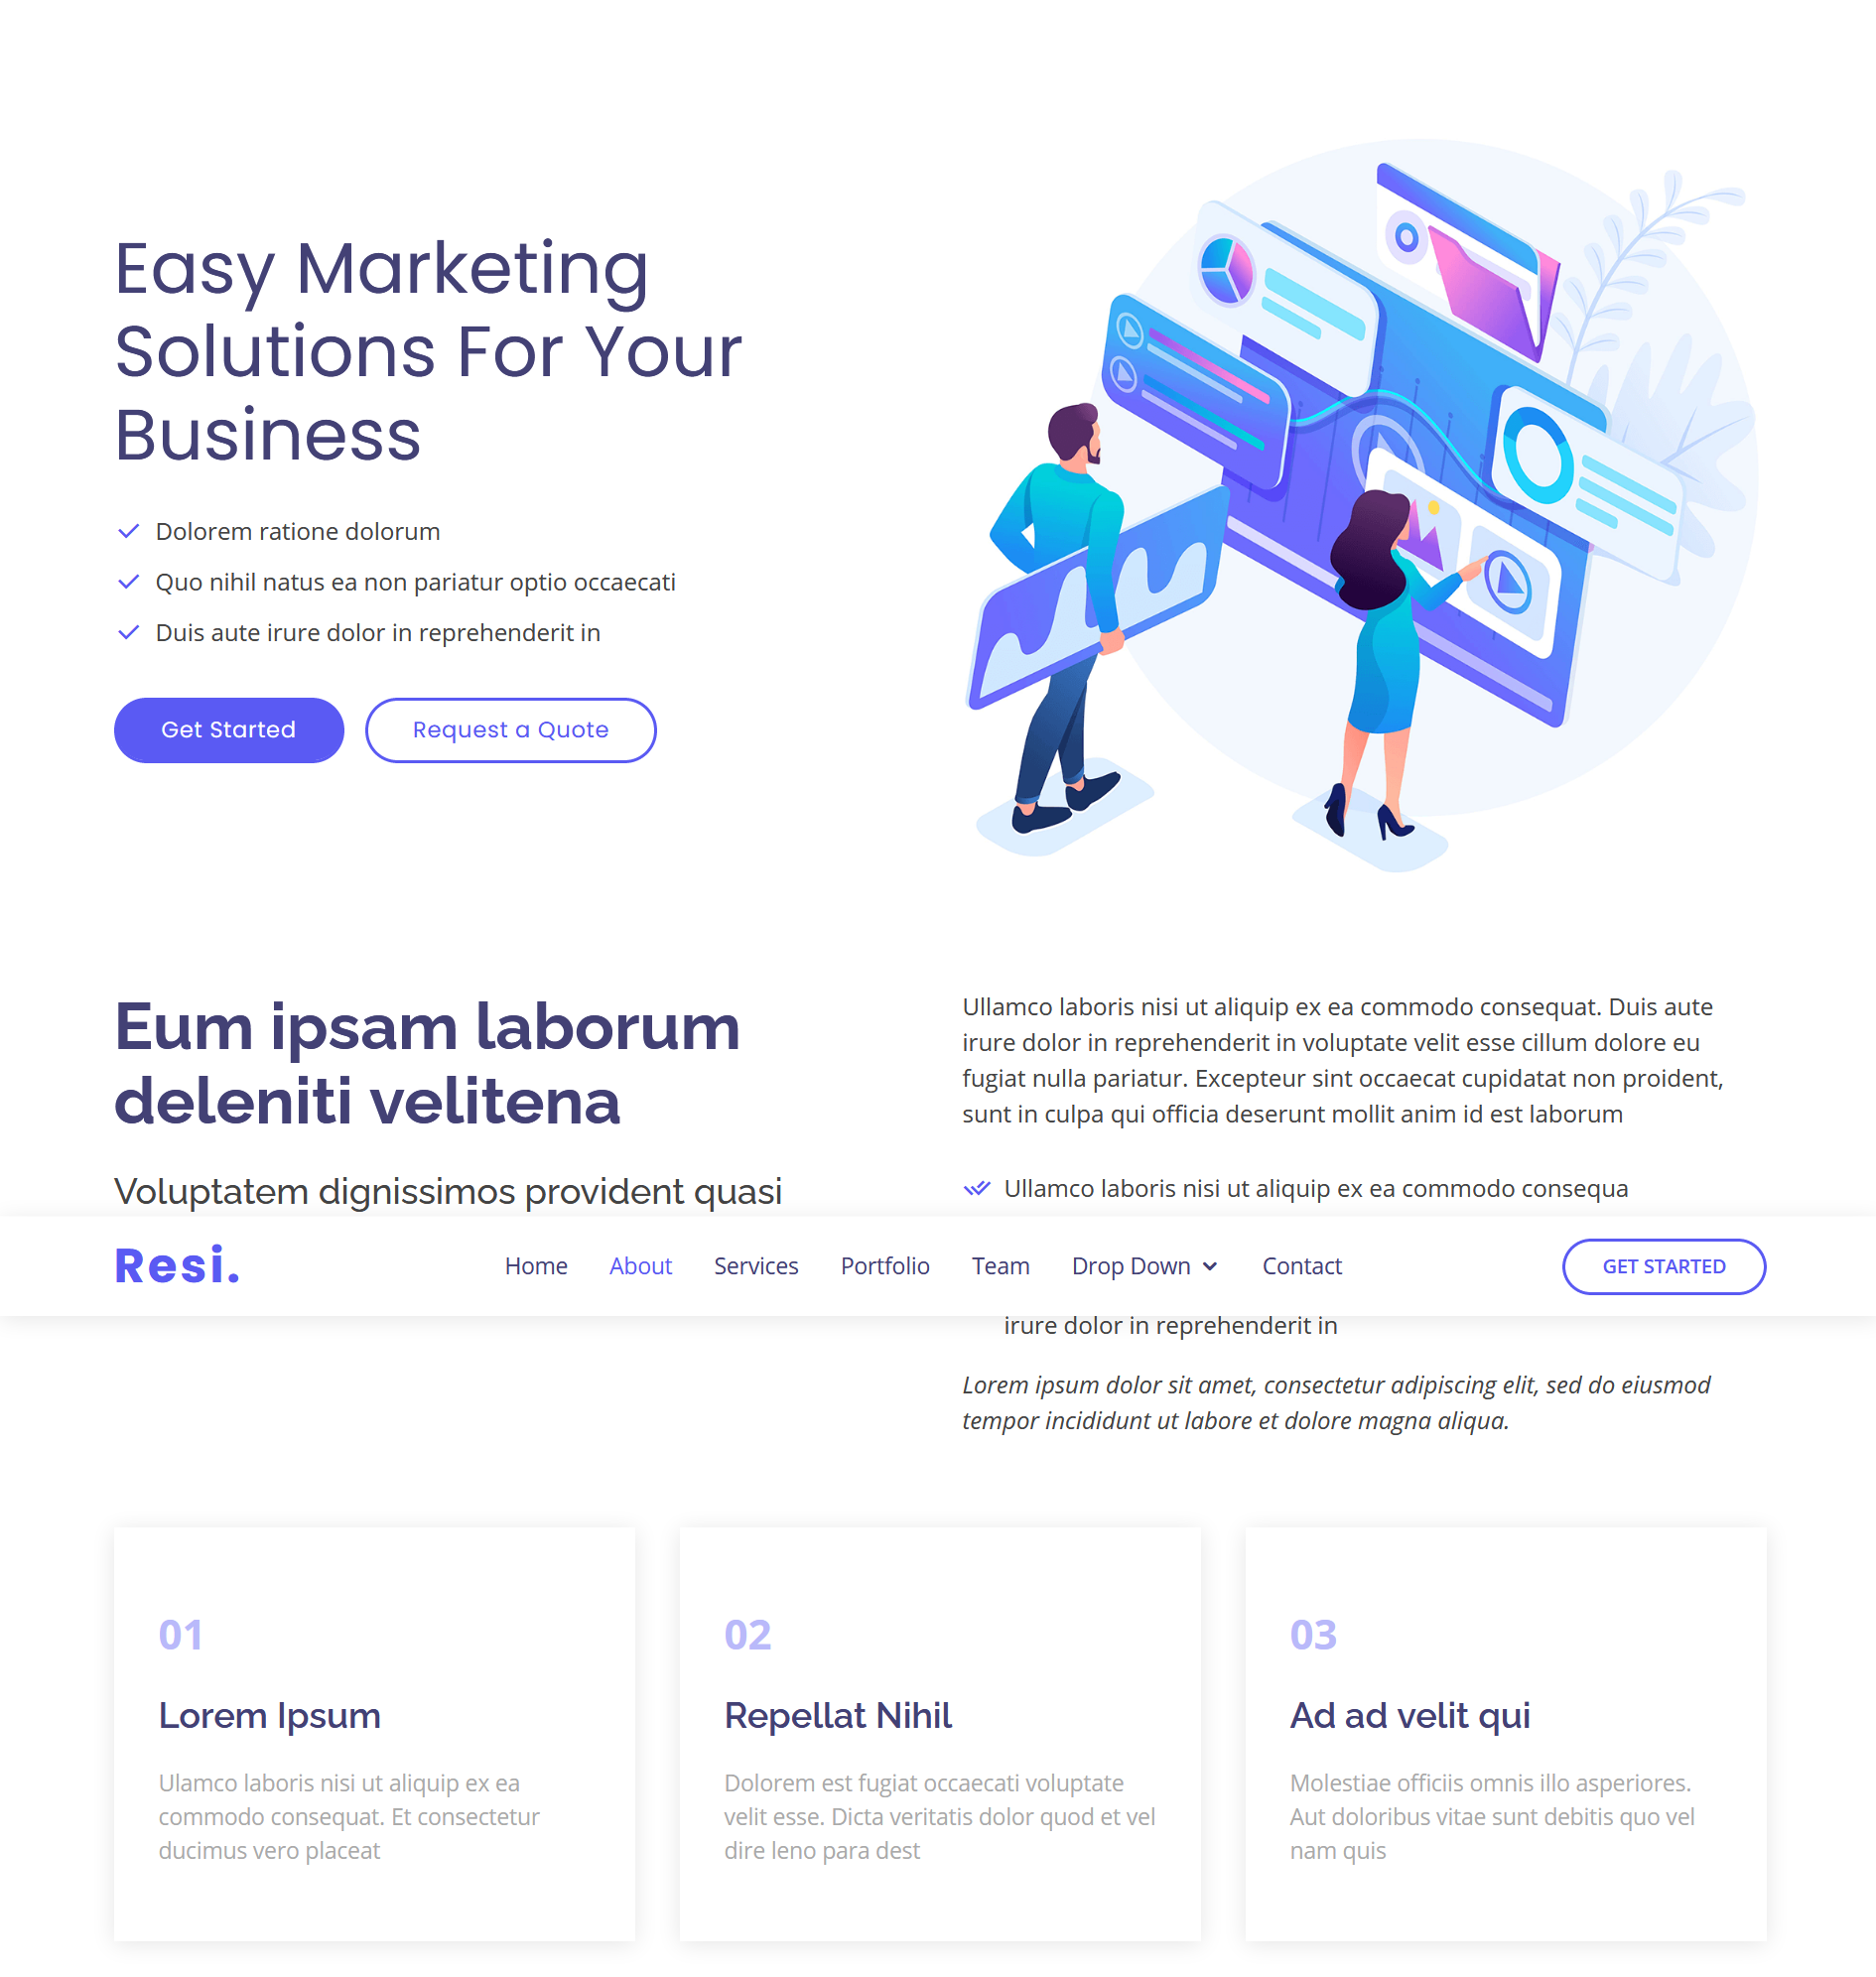 Easy Marketing
Solutions For Your
Business
Dolorem ratione dolorum
Quo nihil natus ea non pariatur optio occaecati
Duis aute irure dolor in reprehenderit in
Get Started
Request a Quote
Eum ipsam laborum
deleniti velitena
Voluptatem dignissimos provident quasi
Ullamco laboris nisi ut aliquip ex ea commodo consequat. Duis aute
irure dolor in reprehenderit in voluptate velit esse cillum dolore eu
fugiat nulla pariatur. Excepteur sint occaecat cupidatat non proident,
sunt in culpa qui officia deserunt mollit anim id est laborum
Ullamco laboris nisi ut aliquip ex ea commodo consequa
Resi.
Home
About
Services
Portfolio
Team
Drop Down
Contact
GET STARTED
irure dolor in reprehenderit in
Lorem ipsum dolor sit amet, consectetur adipiscing elit, sed do eiusmod
tempor incididunt ut labore et dolore magna aliqua.
01
Lorem Ipsum
Ulamco laboris nisi ut aliquip ex ea
commodo consequat. Et consectetur
ducimus vero placeat
02
Repellat Nihil
Dolorem est fugiat occaecati voluptate
velit esse. Dicta veritatis dolor quod et vel
dire leno para dest
03
Ad ad velit qui
Molestiae officiis omnis illo asperiores.
Aut doloribus vitae sunt debitis quo vel
nam quis